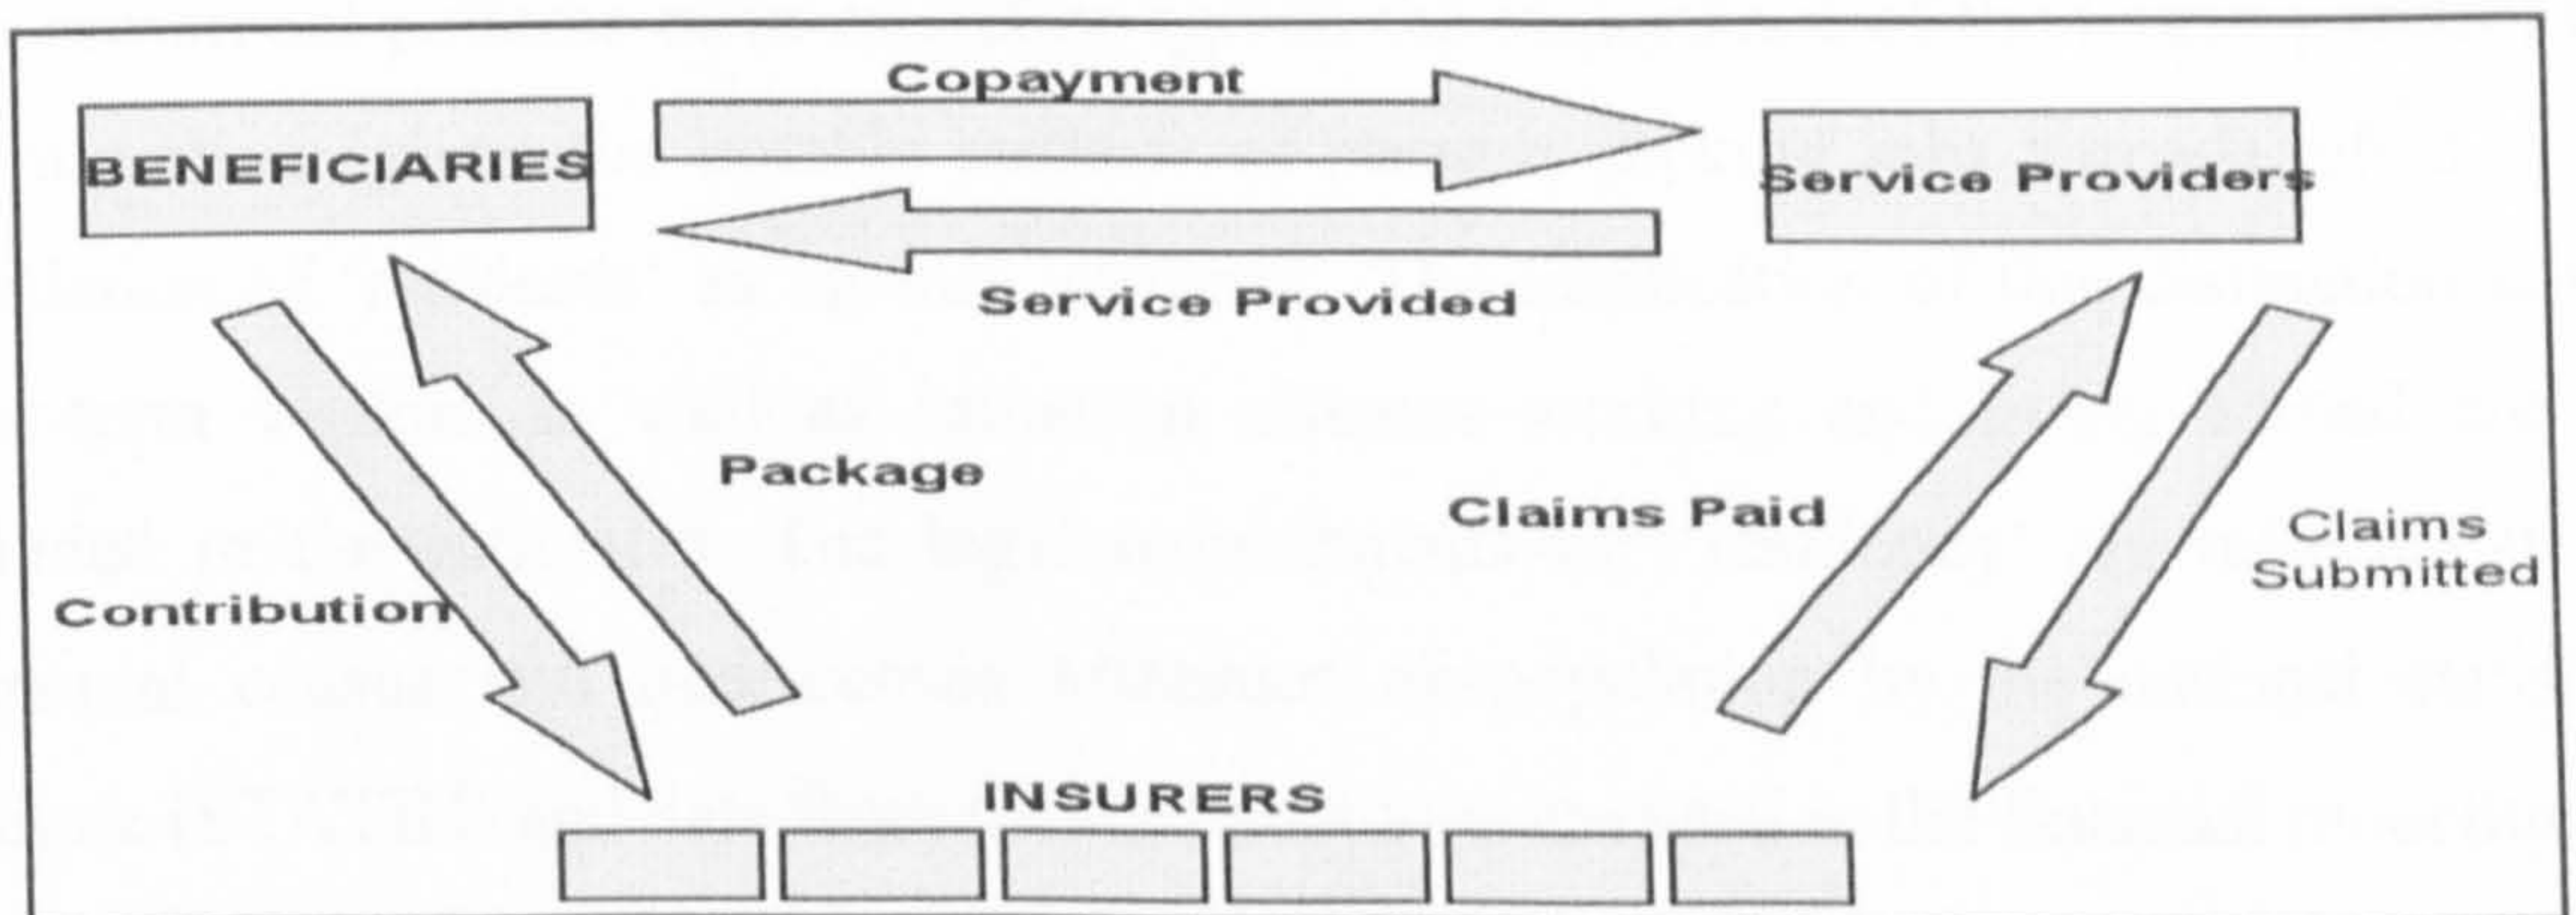 Copayment
BENEFICIARIES
Service Providers
Service Provided
Package
Claims Paid
Claims
Submitted
Contribution
INSURERS